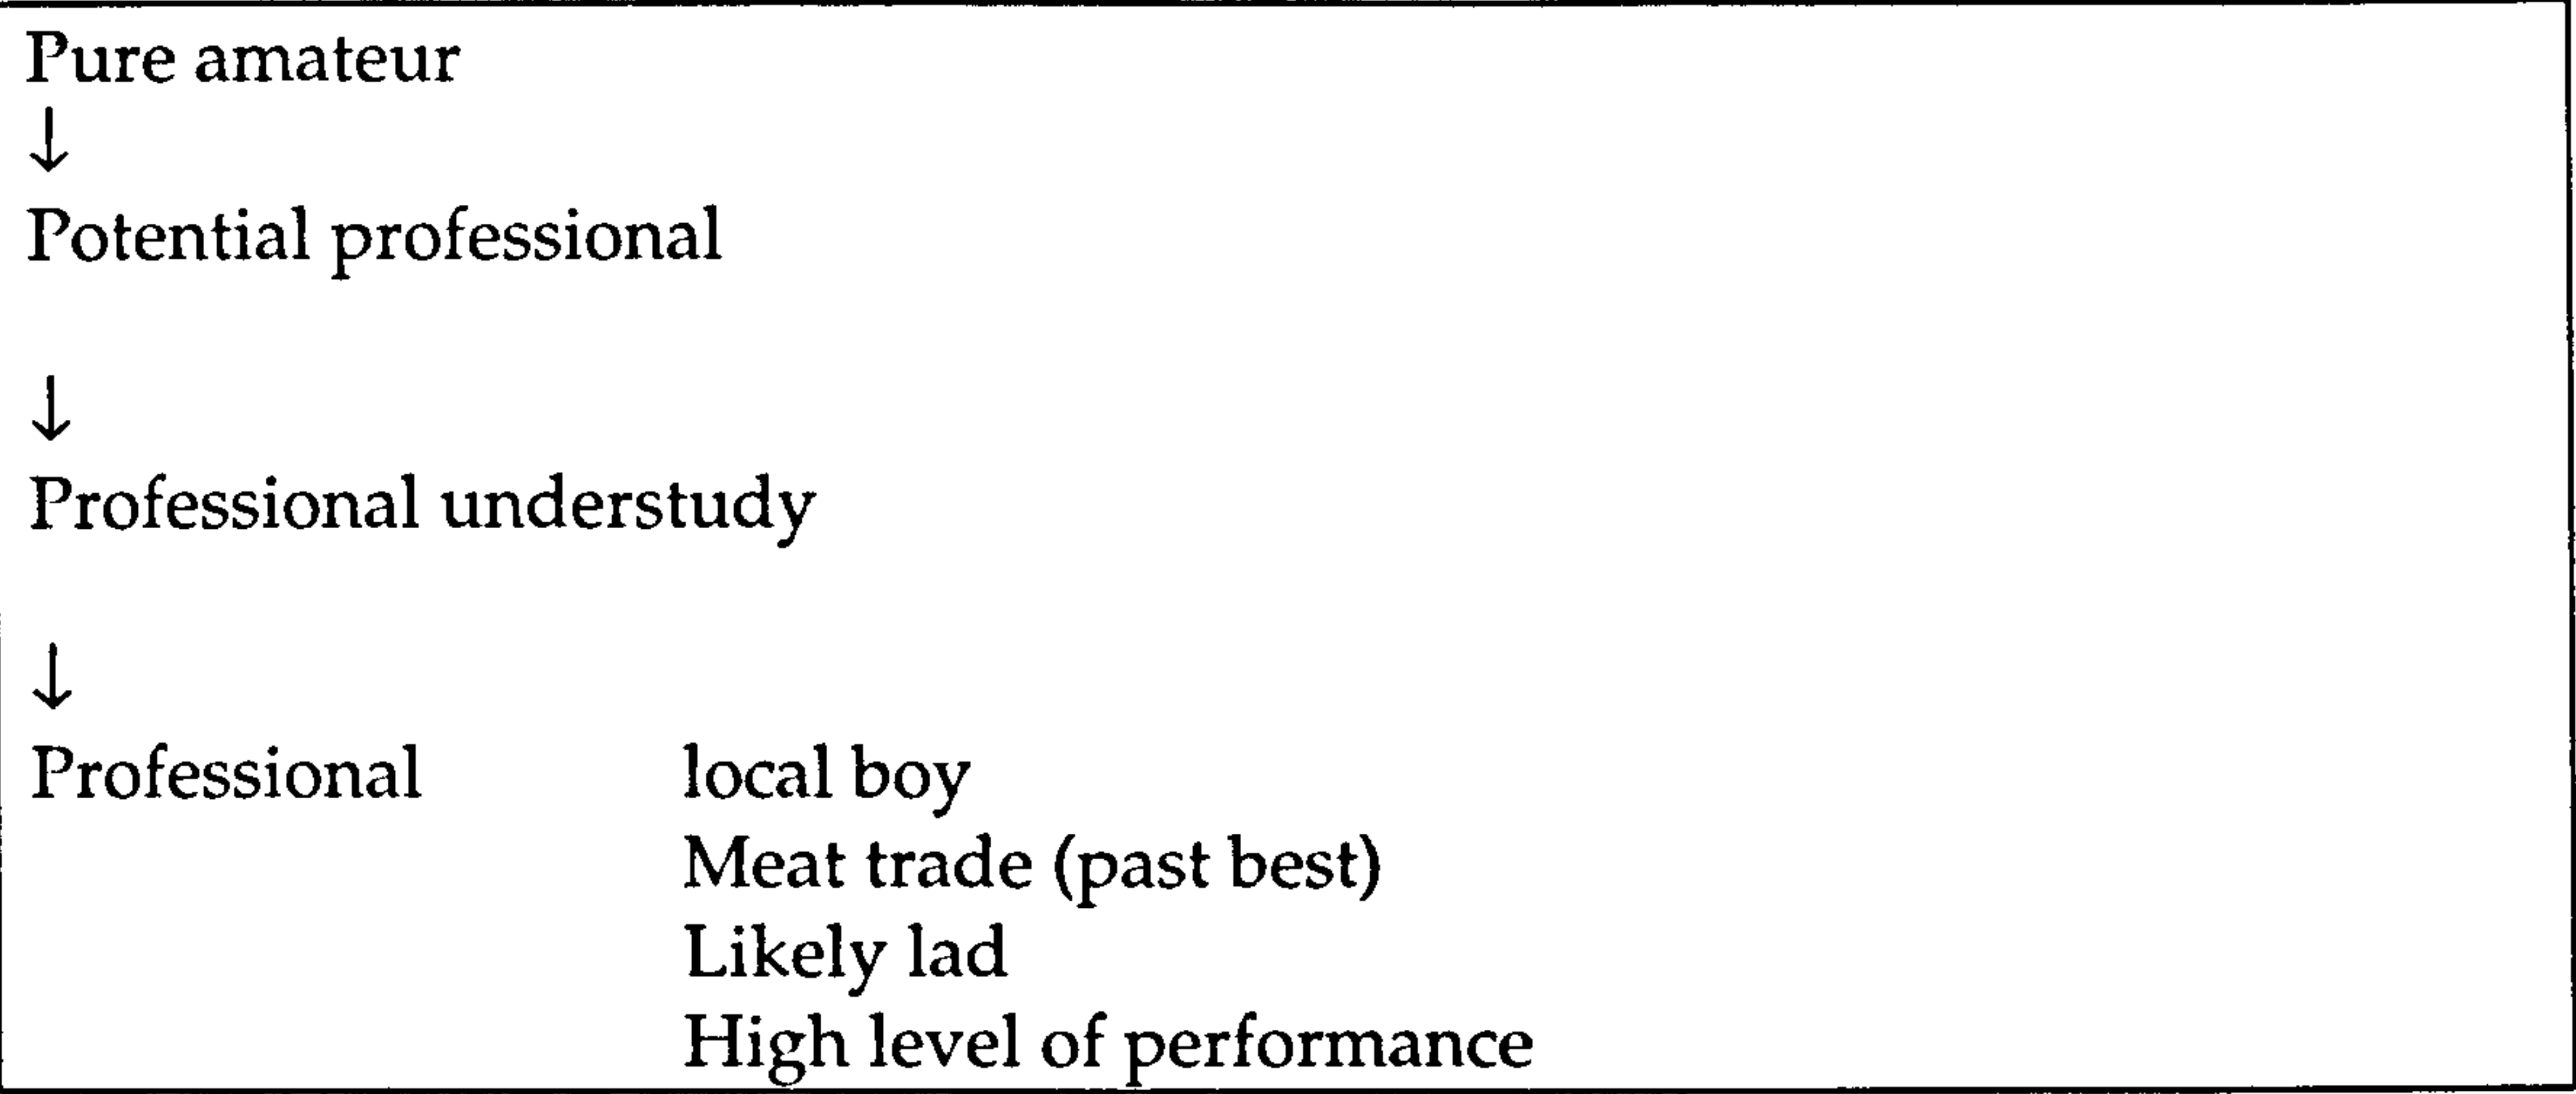 Pure amateur
↓
Potential professional
↓
Professional understudy
↓
Professional local boy
Meat trade (past best)
Likely lad
High level of performance